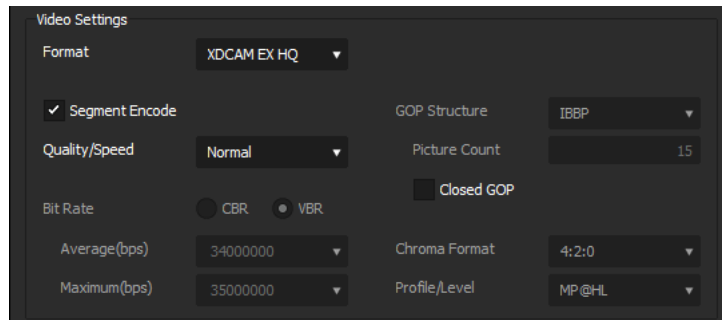 Video Settings
Format XDCAM EX HQ
Segment Encode GOP Structure IBBP
Quality/Speed Normal Picture Count 15
Closed GOP
Bit Rate CBR VBR
Average(bps) 34000000 Chroma Format 4:2:0
Maximum(bps) 35000000 Profile/Level MP@HL